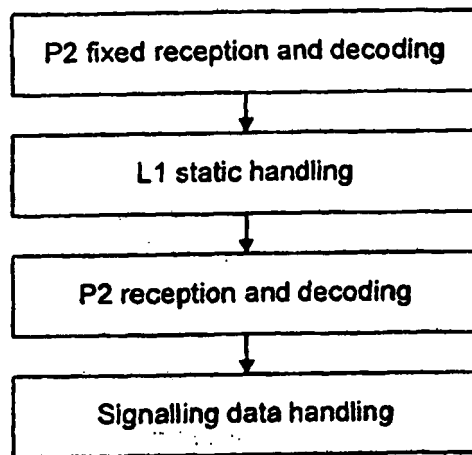 P2 fixed reception and decoding
L1 static handling
P2 reception and decoding
Signalling data handling